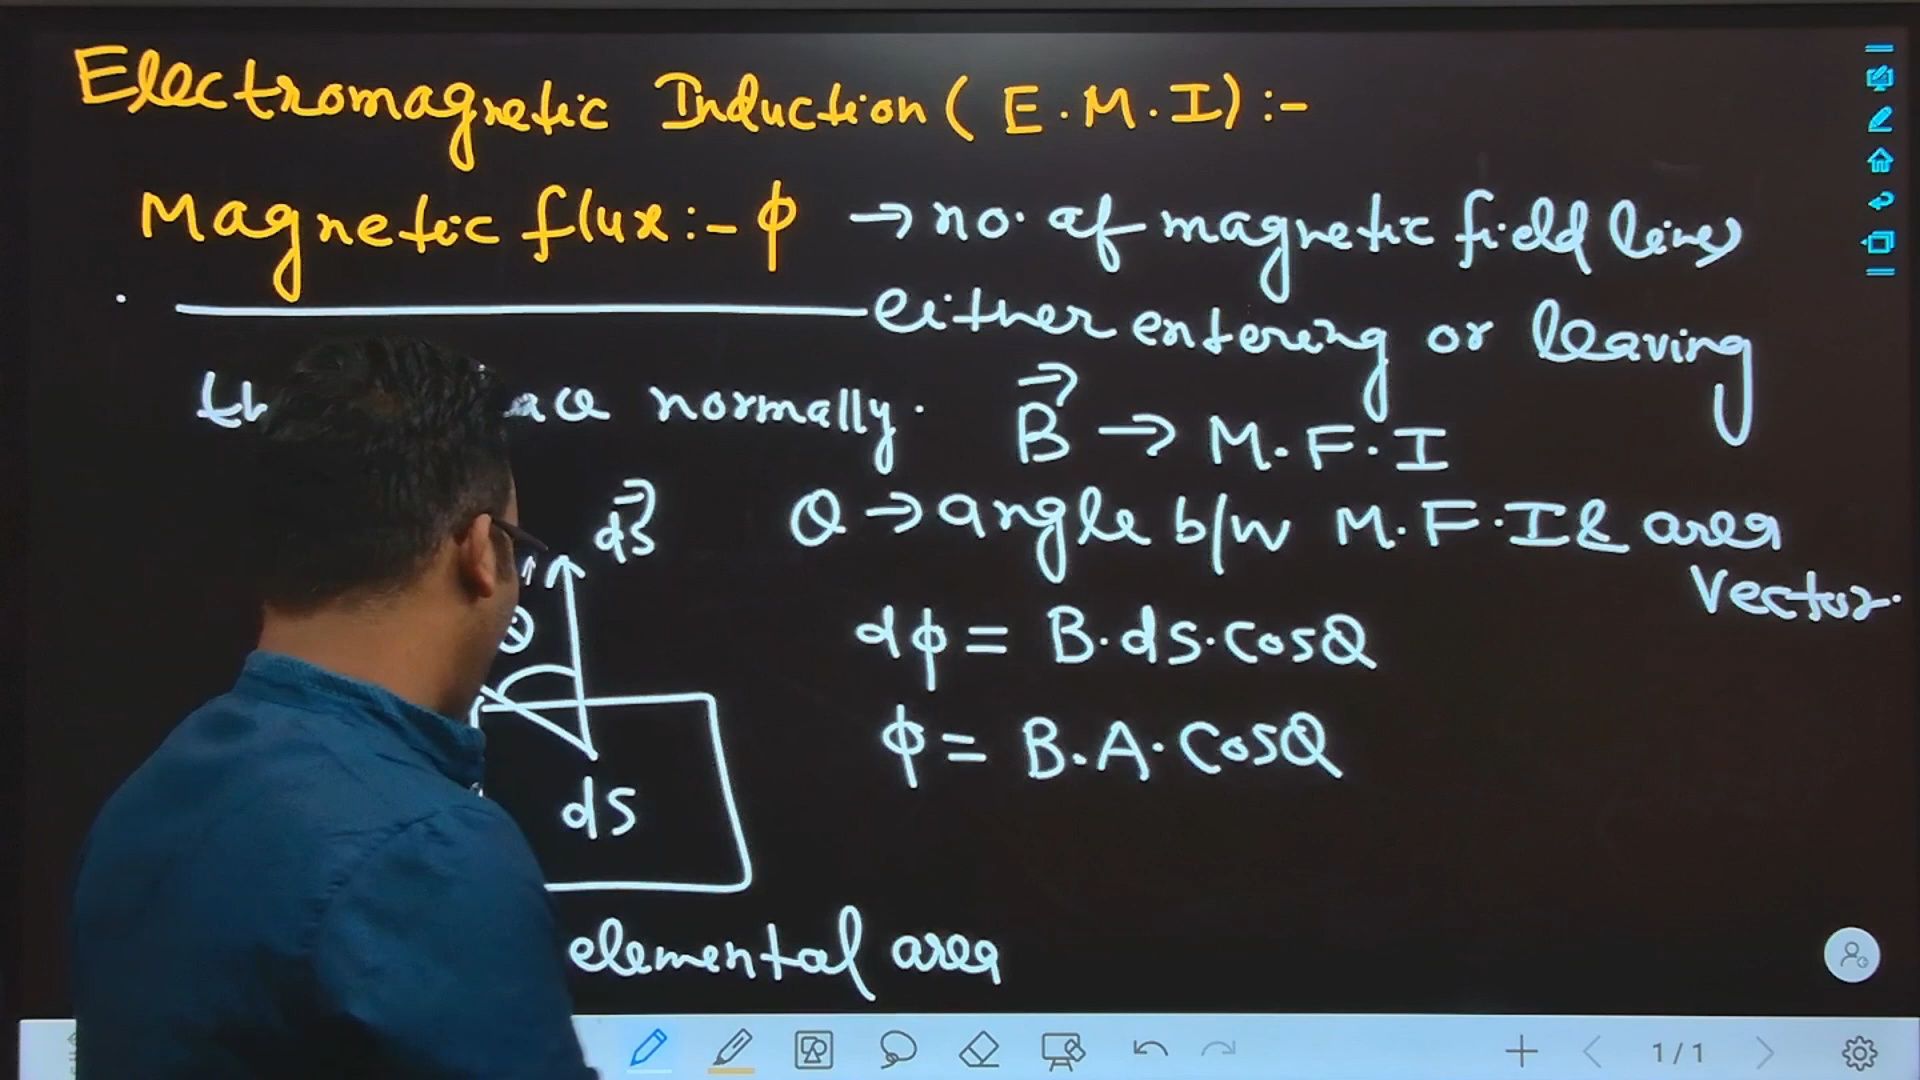 Electromagnetic Induction (E.M.I) :-
Magnetic flux :- ϕ → no. of magnetic field lines
either entering or leaving
normally.
B⃗ → M.F.I
dS⃗
θ → angle b/w M.F.I & area
vector.
θ
dϕ = B.ds.cosθ
ϕ = B.A.cosθ
ds
elemental area
1/1